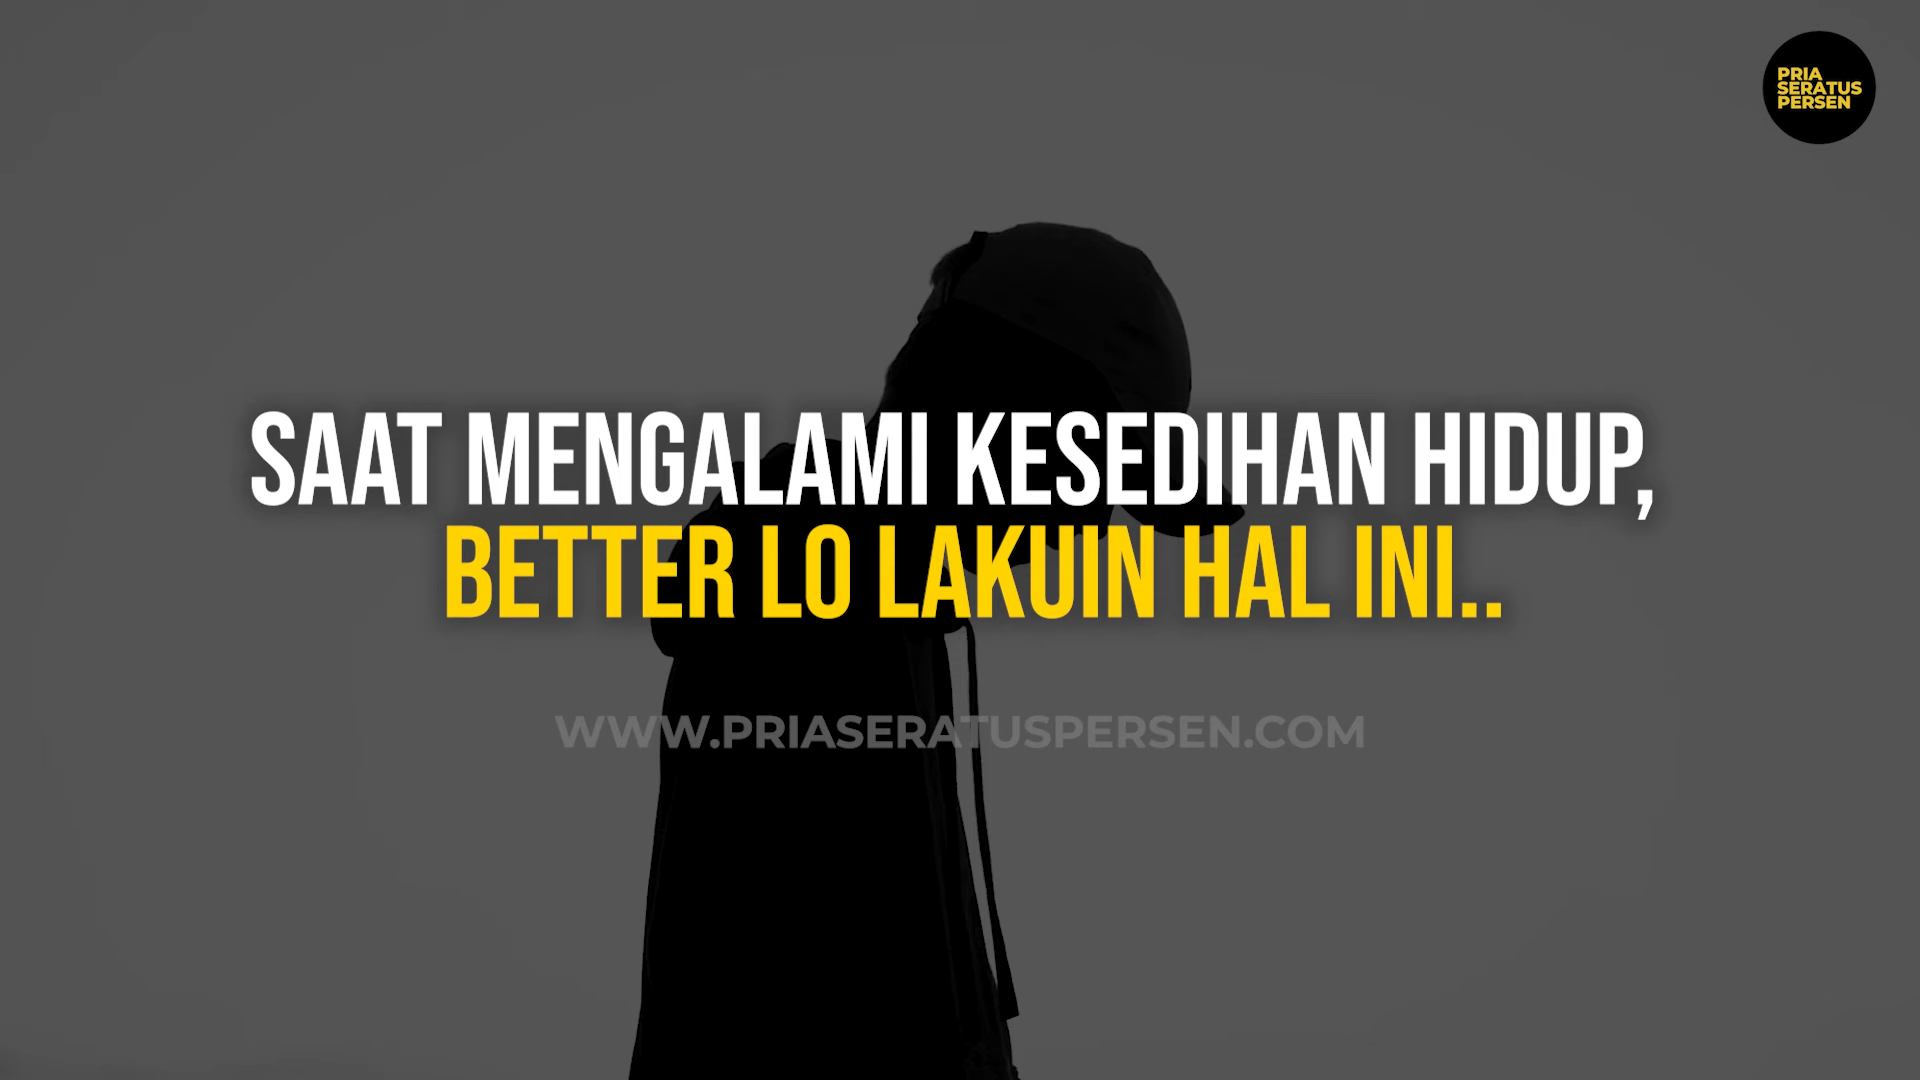 PRIA
SERATUS
PERSEN
SAAT MENGALAMI KESEDIHAN HIDUP,
BETTER LO LAKUIN HAL INI..
WWW.PRIASERATUSPERSEN.COM